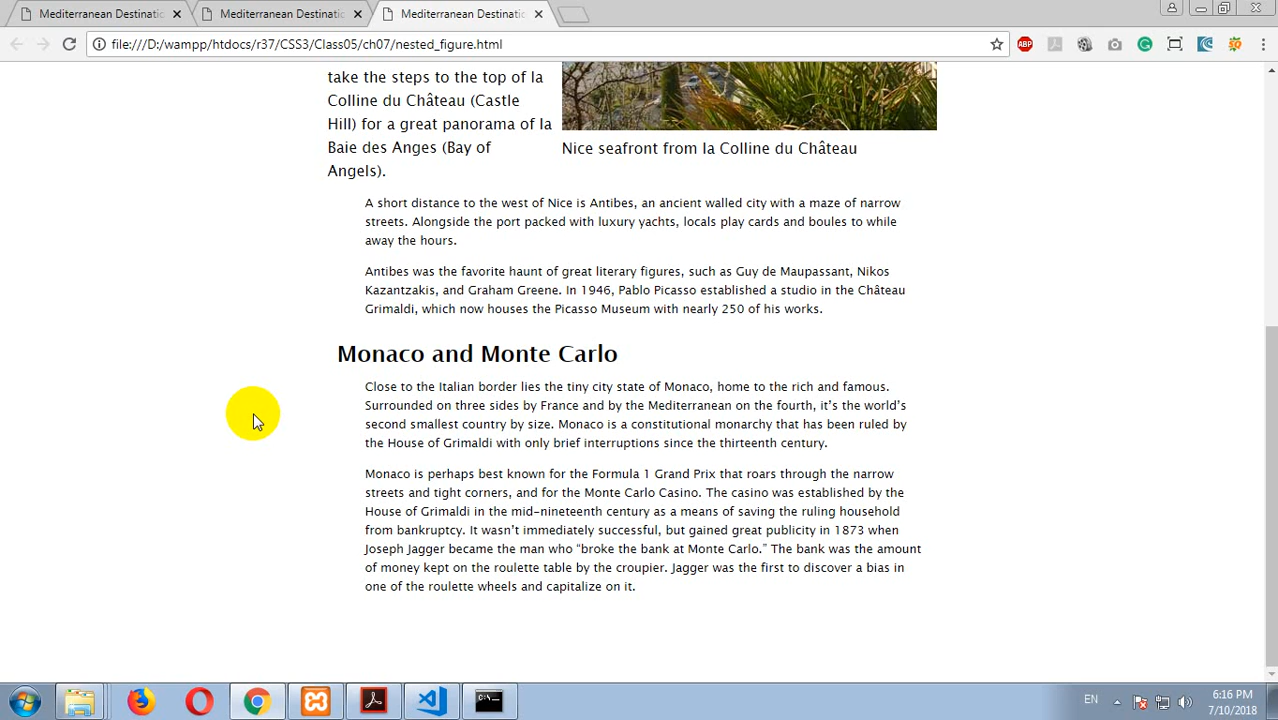 Mediterranean Destinatio
Mediterranean Destinatio
Mediterranean Destinatio
file:///D:/wampp/htdocs/r37/CSS3/Class05/ch07/nested_figure.html
ABP
take the steps to the top of la
Colline du Château (Castle
Hill) for a great panorama of la
Baie des Anges (Bay of
Angels).
Nice seafront from la Colline du Château
A short distance to the west of Nice is Antibes, an ancient walled city with a maze of narrow
streets. Alongside the port packed with luxury yachts, locals play cards and boules to while
away the hours.
Antibes was the favorite haunt of great literary figures, such as Guy de Maupassant, Nikos
Kazantzakis, and Graham Greene. In 1946, Pablo Picasso established a studio in the Château
Grimaldi, which now houses the Picasso Museum with nearly 250 of his works.
Monaco and Monte Carlo
Close to the Italian border lies the tiny city state of Monaco, home to the rich and famous.
Surrounded on three sides by France and by the Mediterranean on the fourth, it’s the world’s
second smallest country by size. Monaco is a constitutional monarchy that has been ruled by
the House of Grimaldi with only brief interruptions since the thirteenth century.
Monaco is perhaps best known for the Formula 1 Grand Prix that roars through the narrow
streets and tight corners, and for the Monte Carlo Casino. The casino was established by the
House of Grimaldi in the mid-nineteenth century as a means of saving the ruling household
from bankruptcy. It wasn’t immediately successful, but gained great publicity in 1873 when
Joseph Jagger became the man who “broke the bank at Monte Carlo.” The bank was the amount
of money kept on the roulette table by the croupier. Jagger was the first to discover a bias in
one of the roulette wheels and capitalize on it.
EN
6:16 PM
7/10/2018